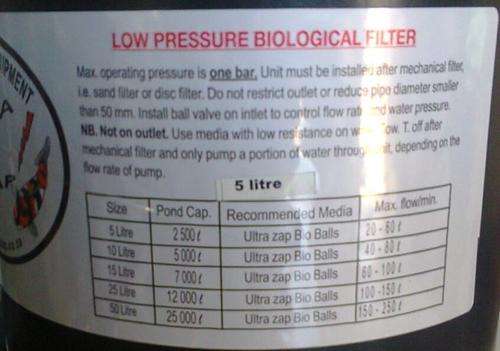 LOW PRESSURE BIOLOGICAL FILTER
Max. operating pressure is one bar. Unit must be installed after mechanical filter,
i.e. sand filter or disc filter. Do not restrict outlet or reduce pipe diameter smaller
than 50 mm. Install ball valve on intlet to control flow rate and water pressure.
NB. Not on outlet. Use media with low resistance on flow. T. off after
mechanical filter and only pump a portion of water through unit, depending on the
flow rate of pump.
5 litre
Size Pond Cap. Recommended Media Max. flow/min.
5 Litre 2 500 ℓ Ultra zap Bio Balls 20 - 60 ℓ
10 Litre 5 000 ℓ Ultra zap Bio Balls 40 - 80 ℓ
15 Litre 7 000 ℓ Ultra zap Bio Balls 60 - 100 ℓ
25 Litre 12 000 ℓ Ultra zap Bio Balls 100 - 150 ℓ
50 Litre 25 000 ℓ Ultra zap Bio Balls 150 - 250 ℓ